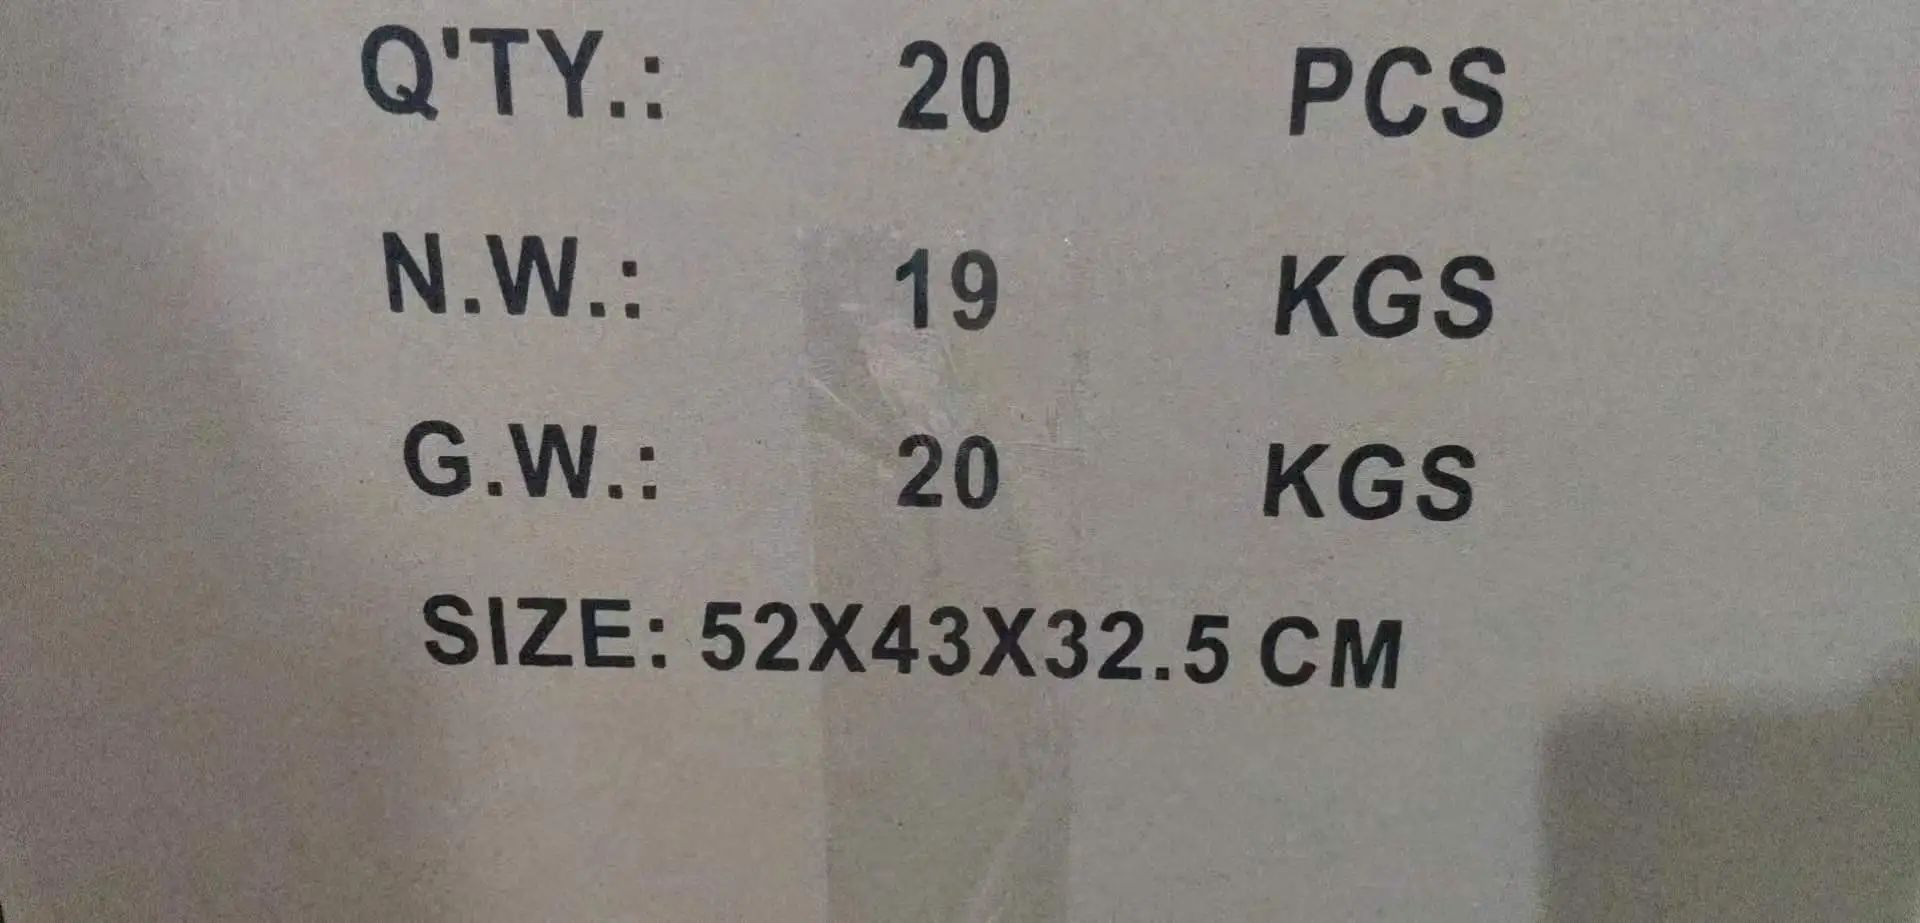 Q'TY.: 20 PCS
N.W.: 19 KGS
G.W.: 20 KGS
SIZE: 52X43X32.5 CM